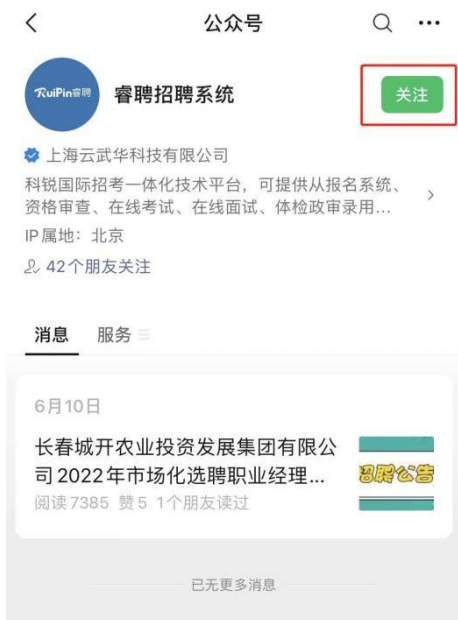 公众号
RuiPin睿聘
睿聘招聘系统
关注
上海云武华科技有限公司
科锐国际招考一体化技术平台，可提供从报名系统、
资格审查、在线考试、在线面试、体检政审录用...
IP属地：北京
42个朋友关注
消息 服务
6月10日
长春城开农业投资发展集团有限公
司2022年市场化选聘职业经理...
招聘公告
阅读7385 赞5 1个朋友读过
已无更多消息